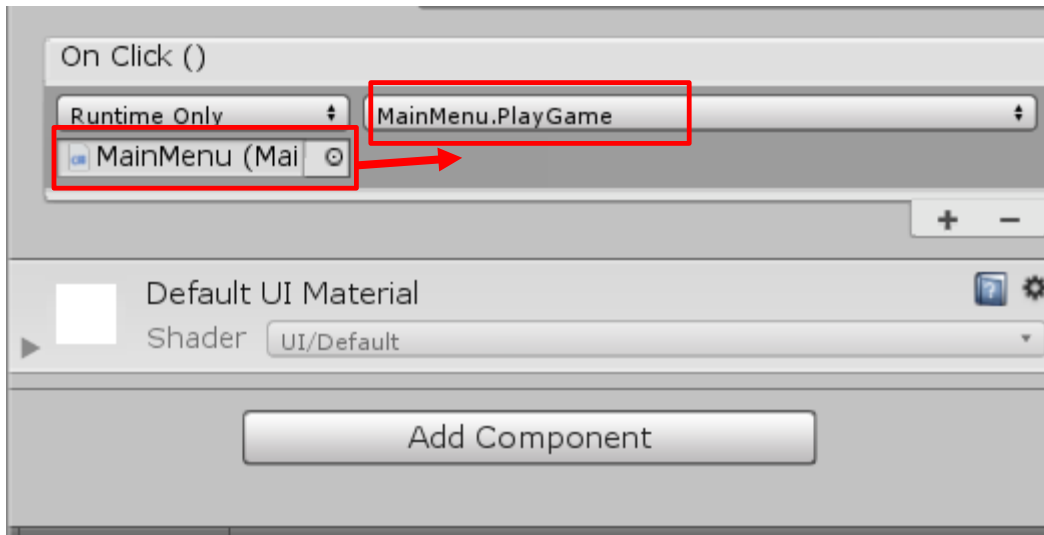 On Click ()
Runtime Only MainMenu.PlayGame
MainMenu (Mai
Default UI Material
Shader UI/Default
Add Component